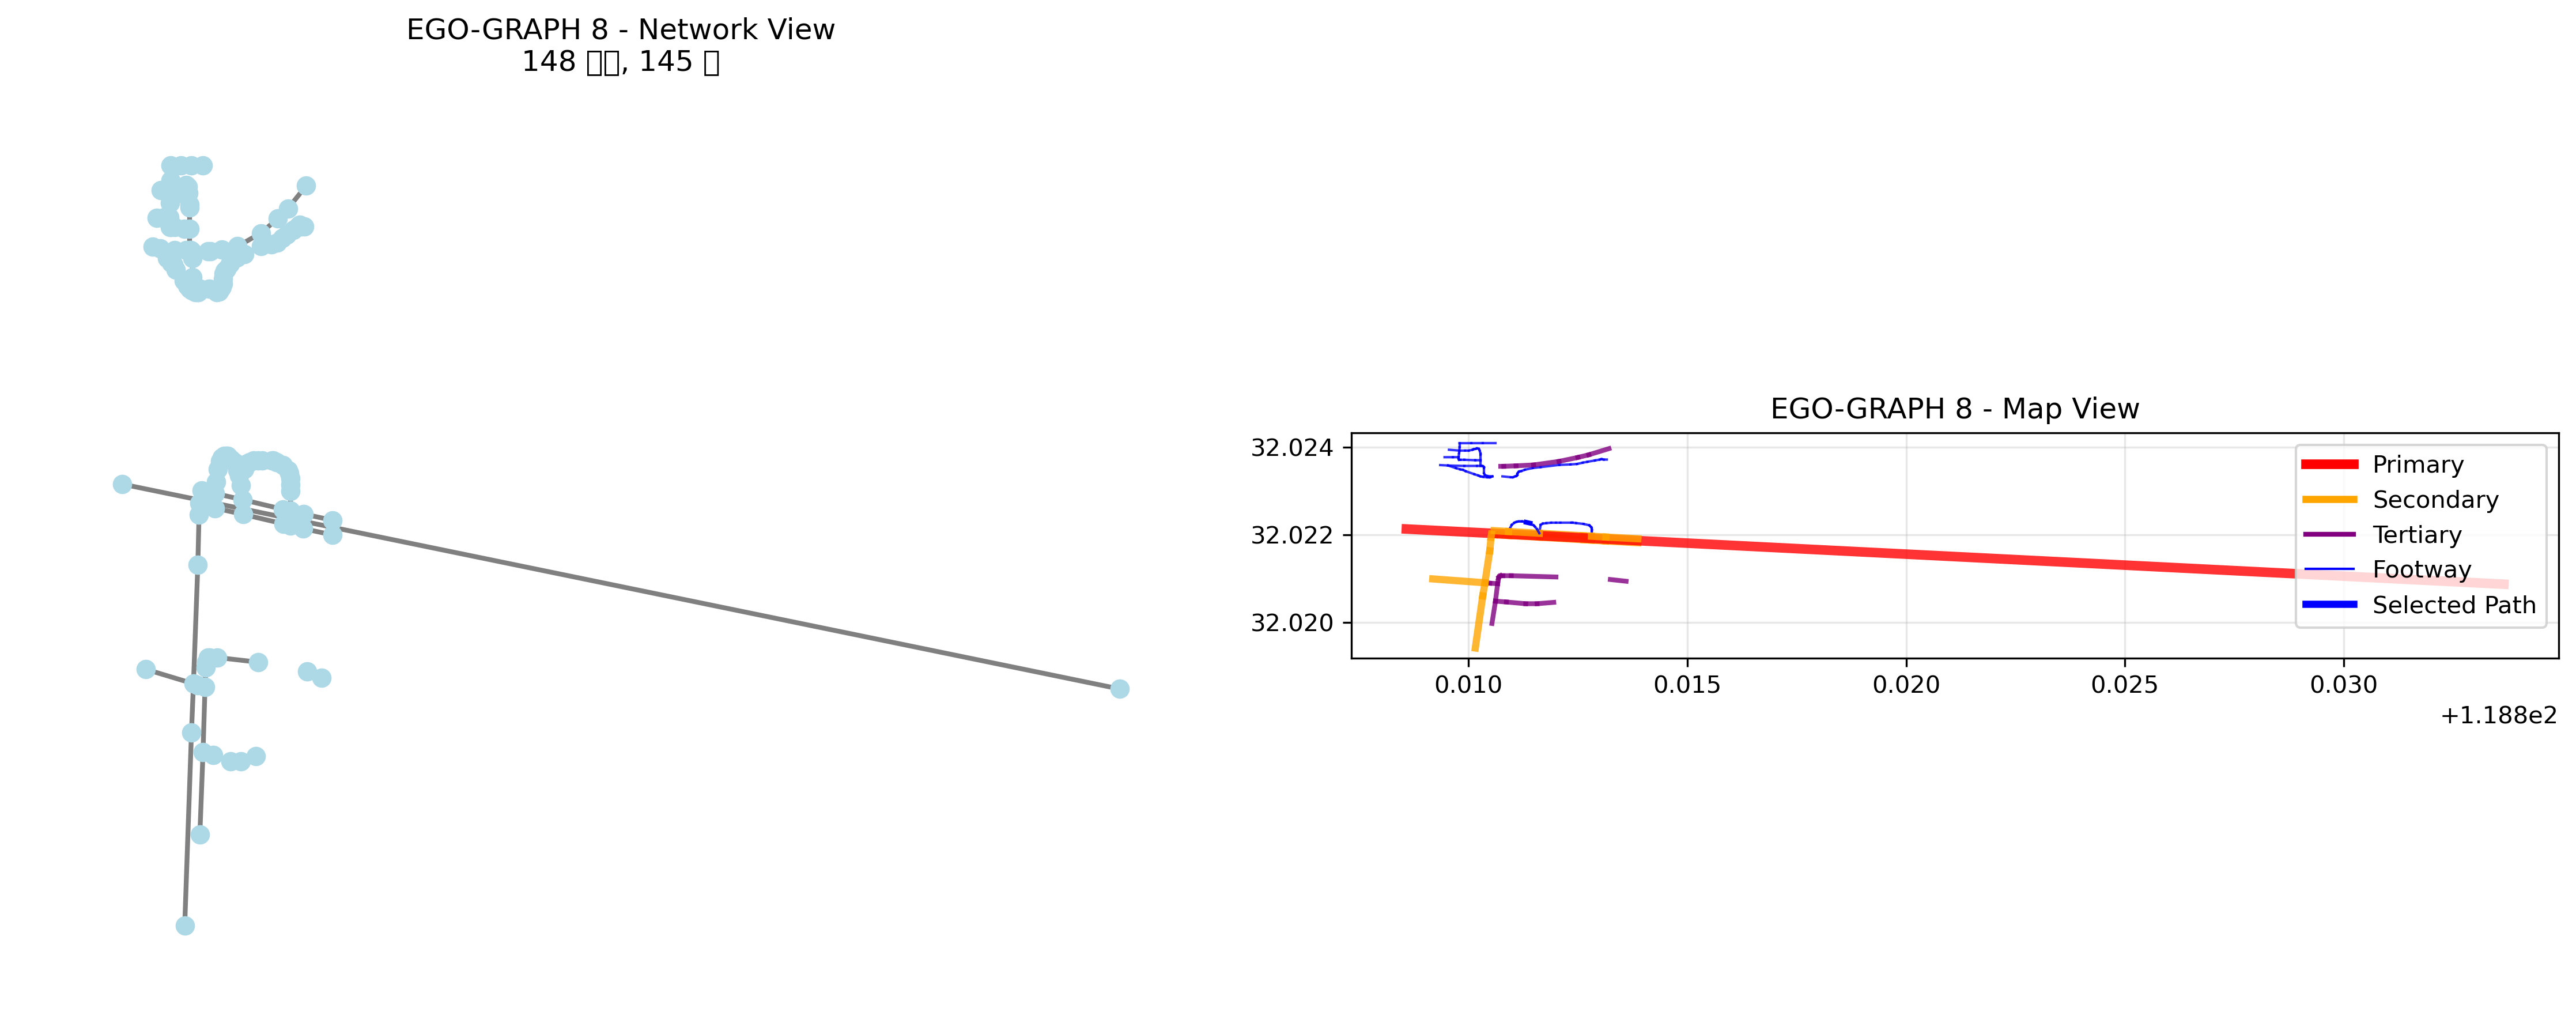 EGO-GRAPH 8 - Network View
148 , 145
EGO-GRAPH 8 - Map View
32.024
32.022
32.020
Primary
Secondary
Tertiary
Footway
Selected Path
0.010
0.015
0.020
0.025
0.030
+1.188e2